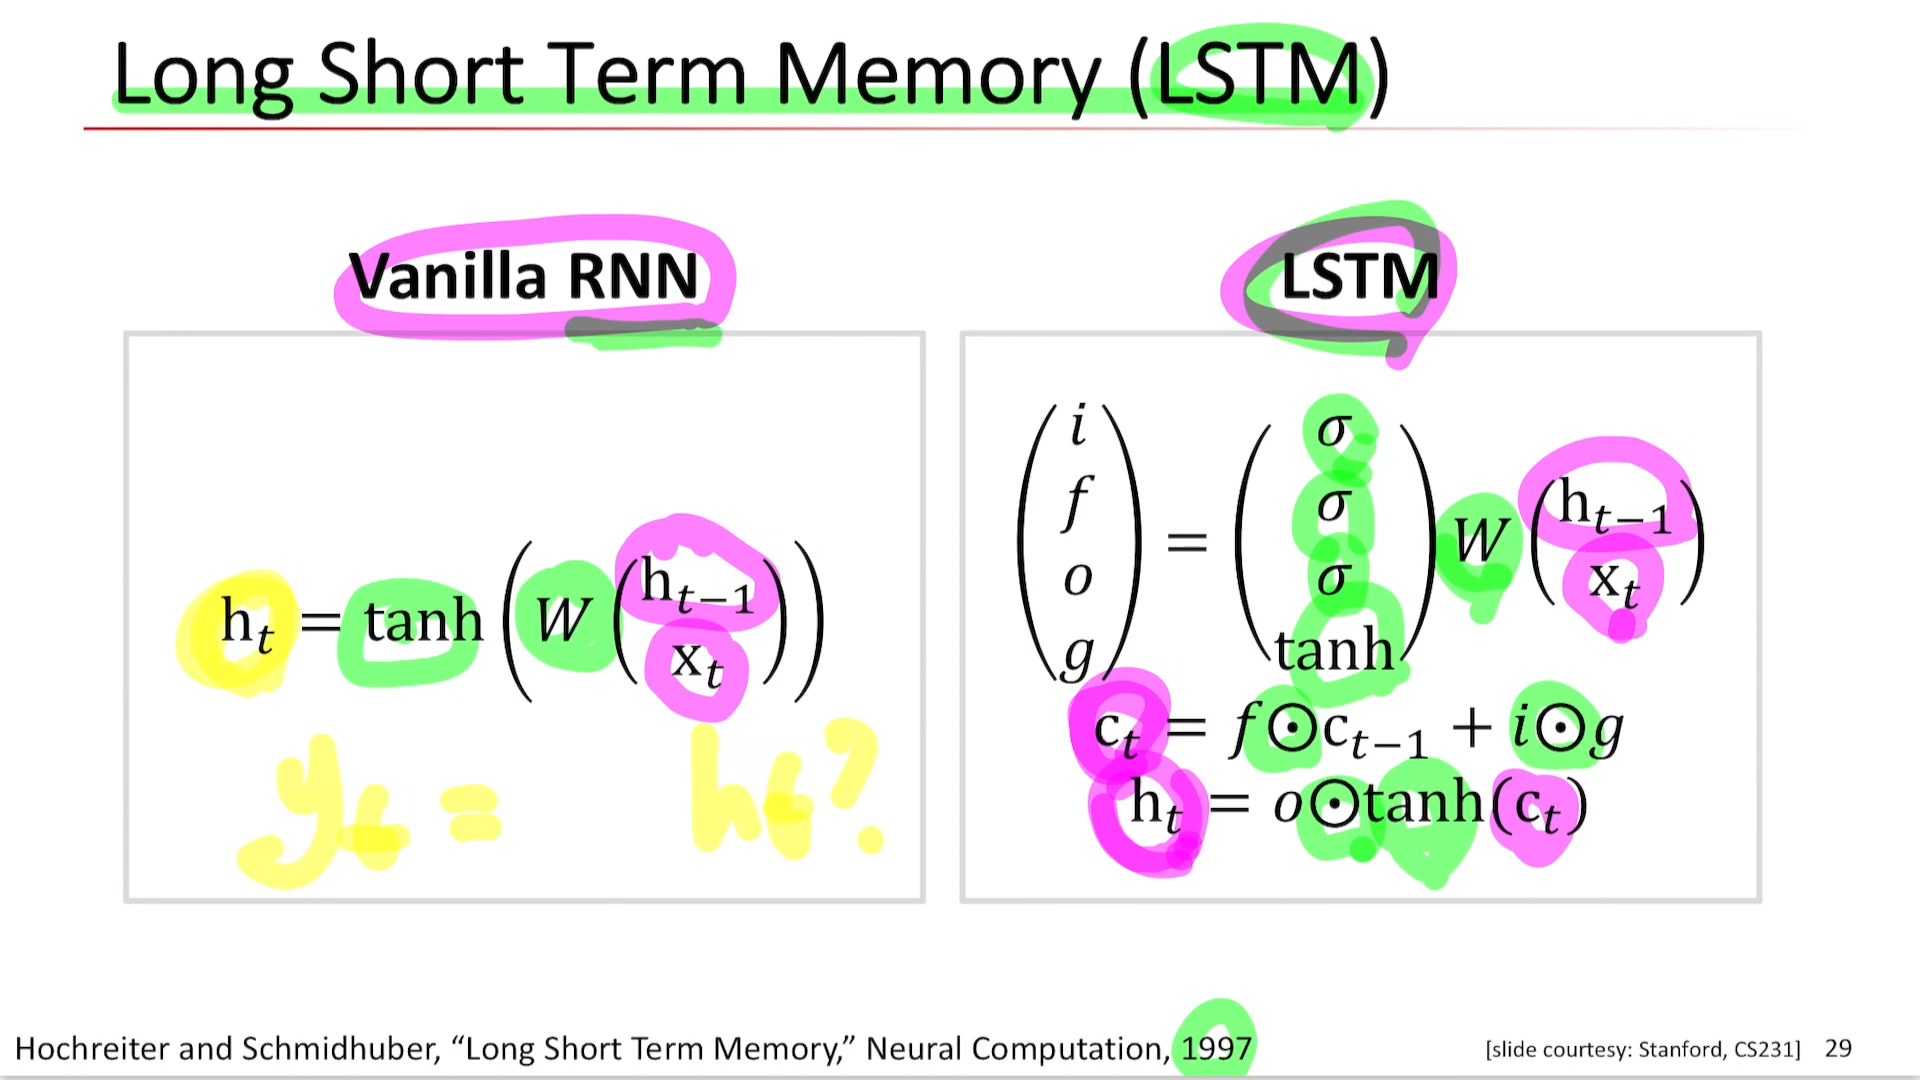 Long Short Term Memory (LSTM)
Vanilla RNN
h_t = tanh(W(h_{t-1} x_t))
y_t = h_t?
LSTM
(i f o g) = (σ σ σ tanh) W (h_{t-1} x_t)
c_t = f⊙c_{t-1} + i⊙g
h_t = o⊙tanh(c_t)
Hochreiter and Schmidhuber, “Long Short Term Memory,” Neural Computation, 1997
[slide courtesy: Stanford, CS231] 29